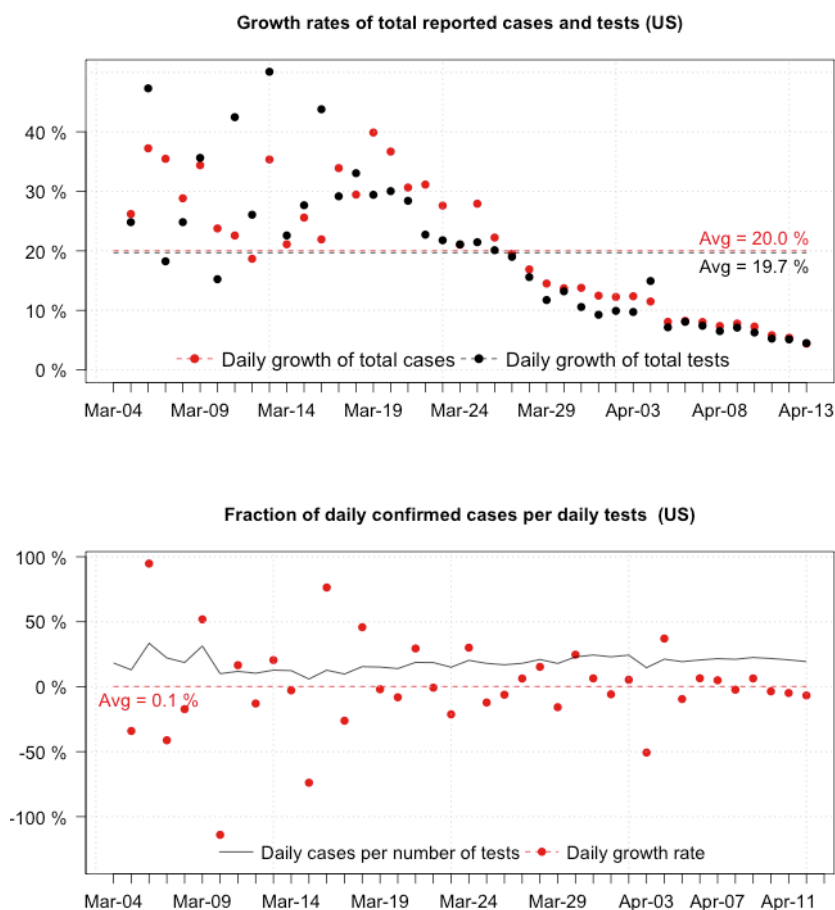 Growth rates of total reported cases and tests (US)
40 %
30 %
20 %
10 %
0 %
Avg = 20.0 %
Avg = 19.7 %
Daily growth of total cases Daily growth of total tests
Mar-04 Mar-09 Mar-14 Mar-19 Mar-24 Mar-29 Apr-03 Apr-08 Apr-13
Fraction of daily confirmed cases per daily tests (US)
100 %
50 %
0 %
-50 %
-100 %
Avg = 0.1 %
Daily cases per number of tests Daily growth rate
Mar-04 Mar-09 Mar-14 Mar-19 Mar-24 Mar-29 Apr-03 Apr-07 Apr-11